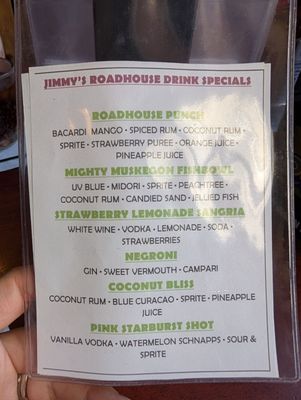 JIMMY'S ROADHOUSE DRINK SPECIALS
ROADHOUSE PUNCH
BACARDI MANGO • SPICED RUM • COCONUT RUM •
SPRITE • STRAWBERRY PUREE • ORANGE JUICE •
PINEAPPLE JUICE
MIGHTY MUSKEGON FISHBOWL
UV BLUE • MIDORI • SPRITE • PEACHTREE •
COCONUT RUM • CANDIED SAND • JELLIED FISH
STRAWBERRY LEMONADE SANGRIA
WHITE WINE • VODKA • LEMONADE • SODA •
STRAWBERRIES
NEGRONI
GIN • SWEET VERMOUTH • CAMPARI
COCONUT BLISS
COCONUT RUM • BLUE CURACAO • SPRITE • PINEAPPLE
JUICE
PINK STARBURST SHOT
VANILLA VODKA • WATERMELON SCHNAPPS • SOUR &
SPRITE